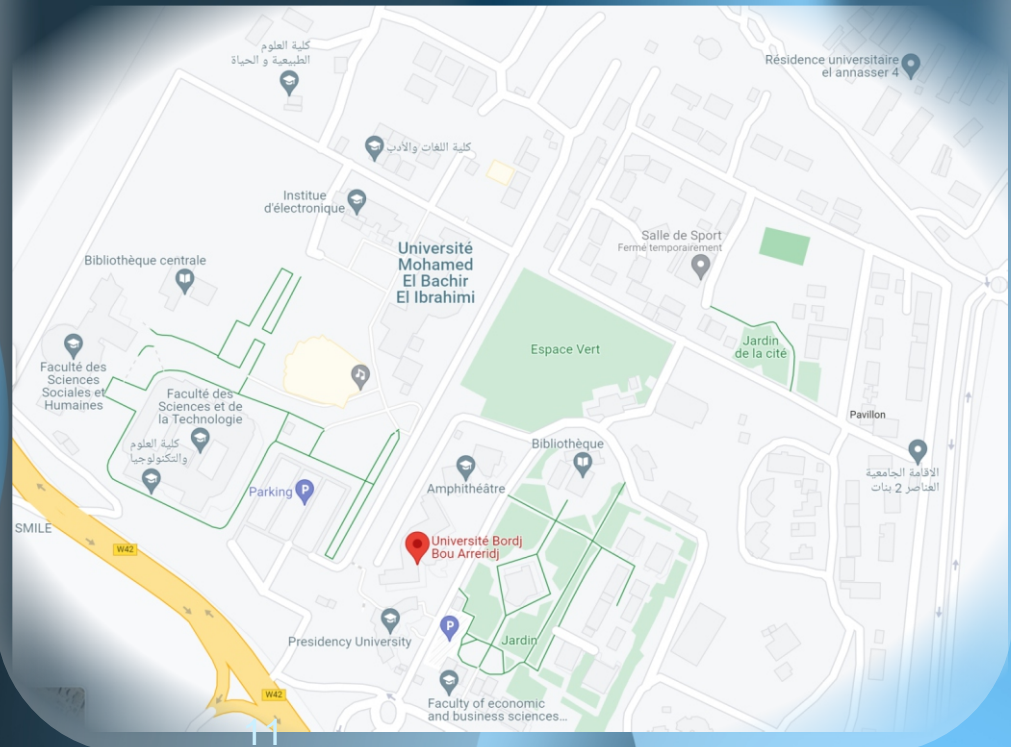 كلية العلوم
الطبيعية و الحياة
Résidence universitaire
el annasser 4
كلية اللغات والأدب
Institue
d'électronique
Salle de Sport
Fermé temporairement
Université
Mohamed
El Bachir
El Ibrahimi
Bibliothèque centrale
Espace Vert
Jardin
de la cité
Faculté des
Sciences
Sociales et
Humaines
Faculté des
Sciences et de
la Technologie
كلية العلوم
والتكنولوجيا
Pavillon
Bibliothèque
الاقامة الجامعية
العناصر 2 بنات
Amphithéâtre
Parking
P
SMILE
W42
Université Bordj
Bou Arreridj
Presidency University
P
Jardin
W42
Faculty of economic
and business sciences...
11